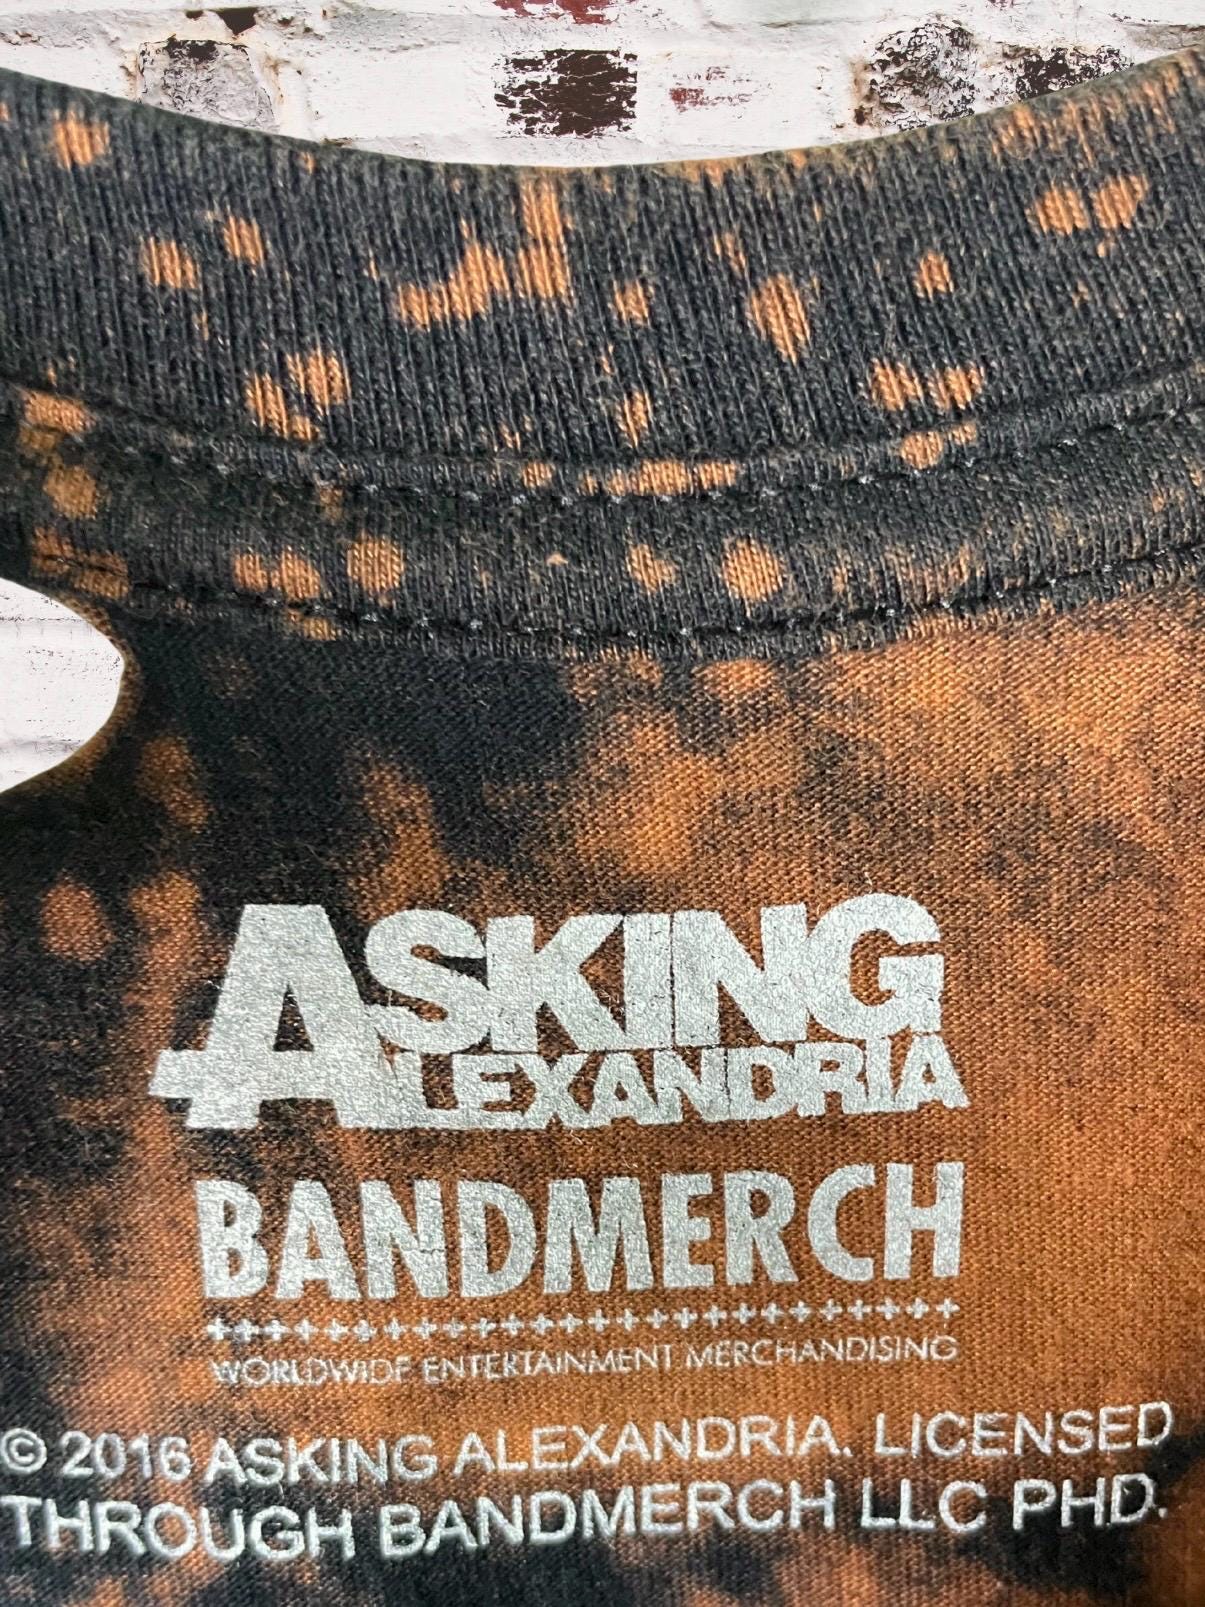 ASKING
ALEXANDRIA
BANDMERCH
WORLDWIDE ENTERTAINMENT MERCHANDISING
© 2016 ASKING ALEXANDRIA. LICENSED
THROUGH BANDMERCH LLC PHD.